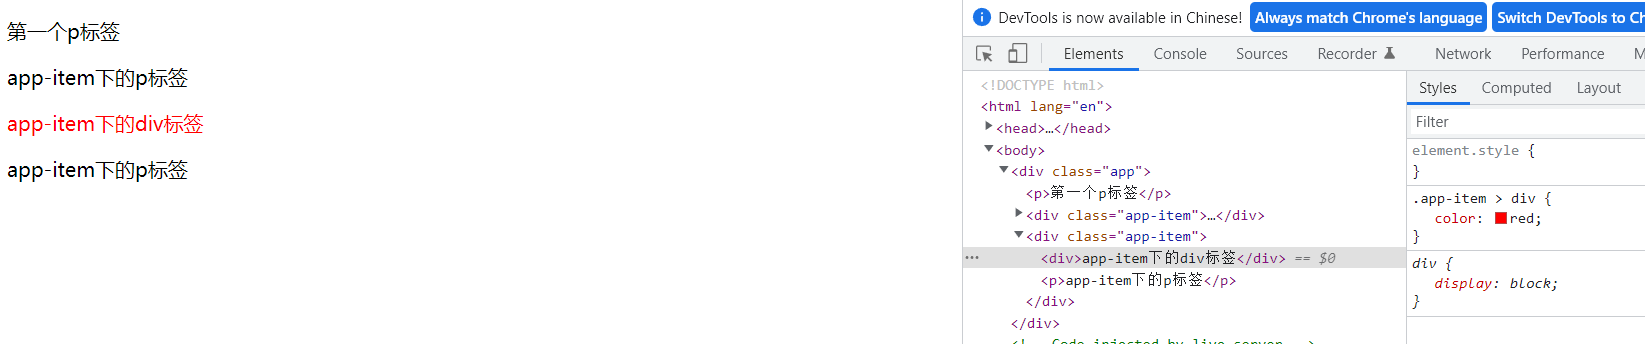 第一个p标签
app-item下的p标签
app-item下的div标签
app-item下的p标签
DevTools is now available in Chinese!
Always match Chrome's language
Switch DevTools to Ch
Elements Console Sources Recorder Network Performance M
<!DOCTYPE html>
<html lang="en">
<head>…</head>
<body>
<div class="app">
<p>第一个p标签</p>
<div class="app-item">…</div>
<div class="app-item">
<div>app-item下的div标签</div> == $0
<p>app-item下的p标签</p>
</div>
</div>
<!-- Code injected by live-server -->
Styles Computed Layout
Filter
element.style {
}
.app-item > div {
color: red;
}
div {
display: block;
}